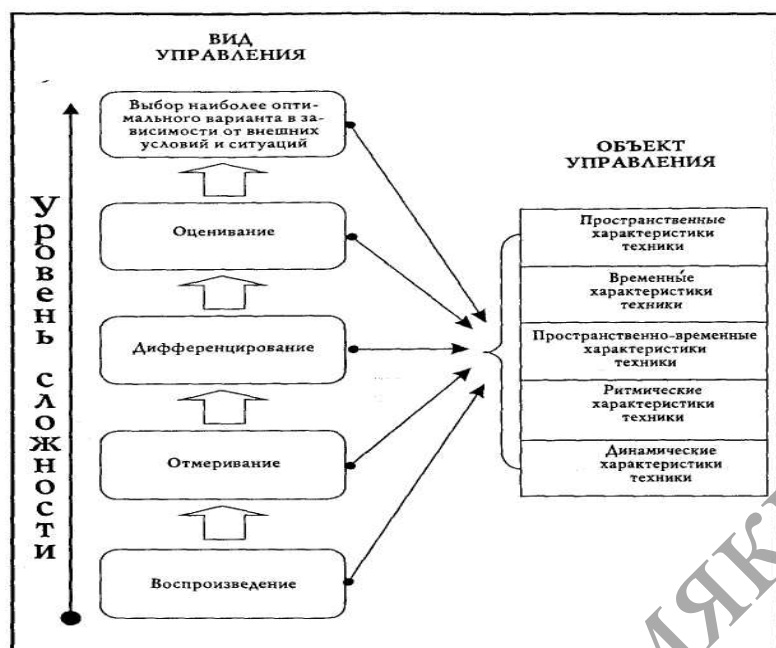 ВИД
УПРАВЛЕНИЯ
Выбор наиболее опти-
мального варианта в за-
висимости от внешних
условий и ситуаций
Оценивание
Дифференцирование
Отмеривание
Воспроизведение
Уровень сложности
ОБЪЕКТ
УПРАВЛЕНИЯ
Пространственные
характеристики
техники
Временны́е
характеристики
техники
Пространственно-временные
характеристики
техники
Ритмические
характеристики
техники
Динамические
характеристики
техники